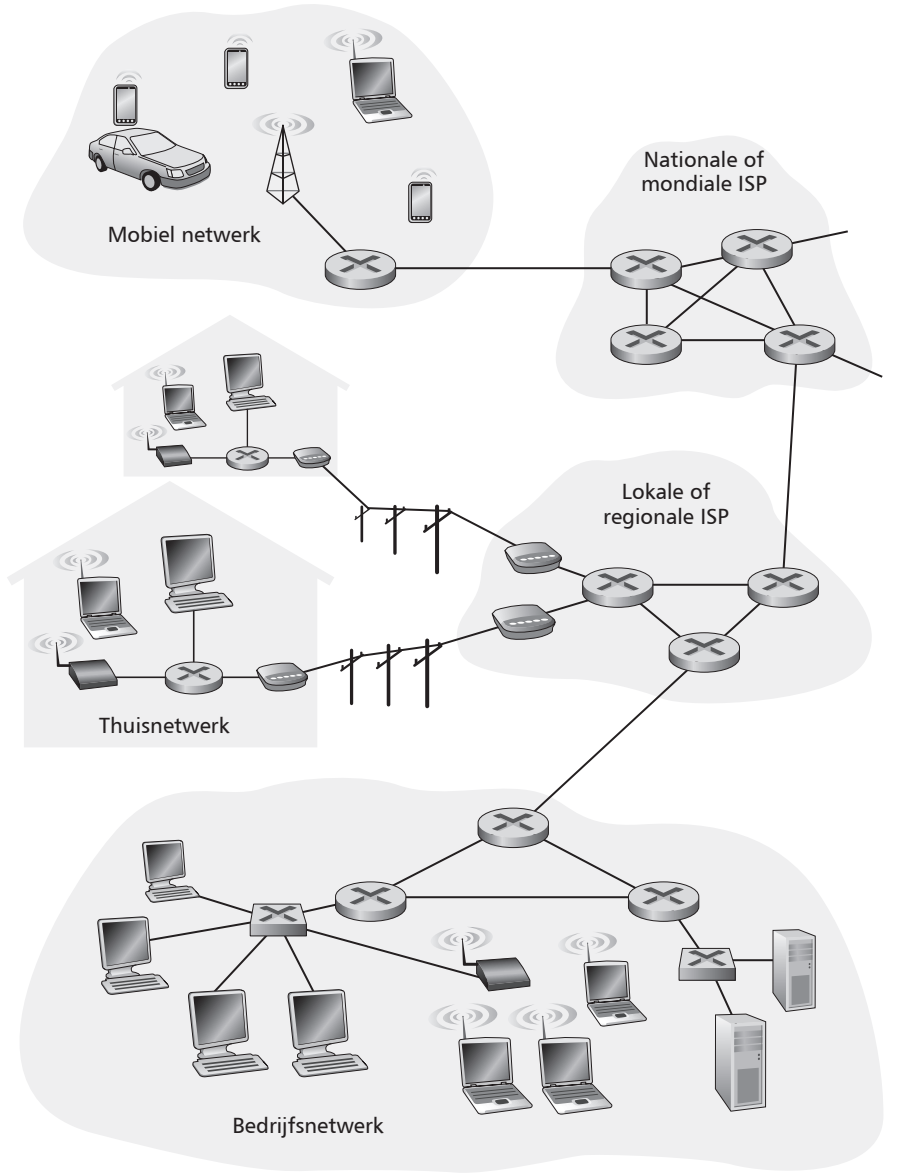 Nationale of
mondiale ISP
Mobiel netwerk
Lokale of
regionale ISP
Thuisnetwerk
Bedrijfsnetwerk